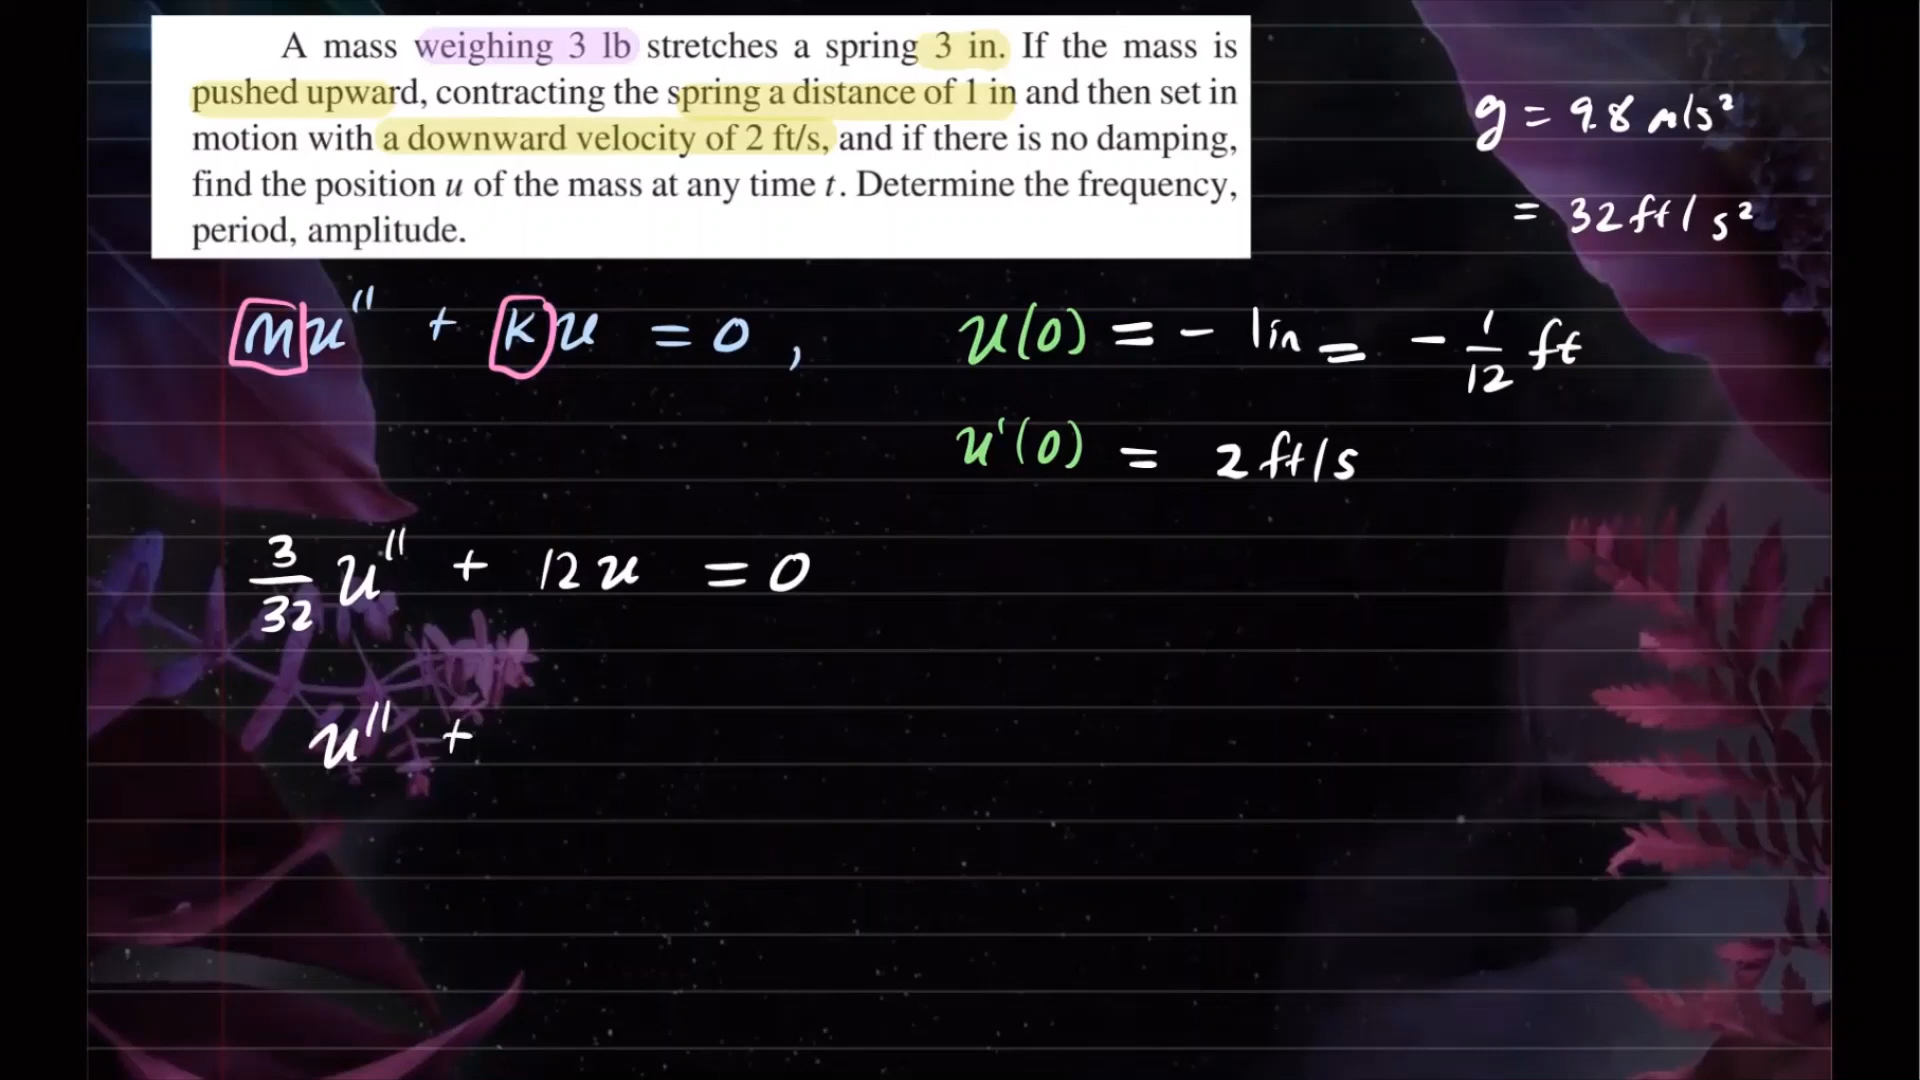 A mass weighing 3 lb stretches a spring 3 in. If the mass is
pushed upward, contracting the spring a distance of 1 in and then set in
motion with a downward velocity of 2 ft/s, and if there is no damping,
find the position u of the mass at any time t. Determine the frequency,
period, amplitude.
g = 9.8 m/s²
= 32 ft/s²
mu'' + ku = 0 , u(0) = - 1in = - 1/12 ft
u'(0) = 2 ft/s
3/32 u'' + 12u = 0
u'' +